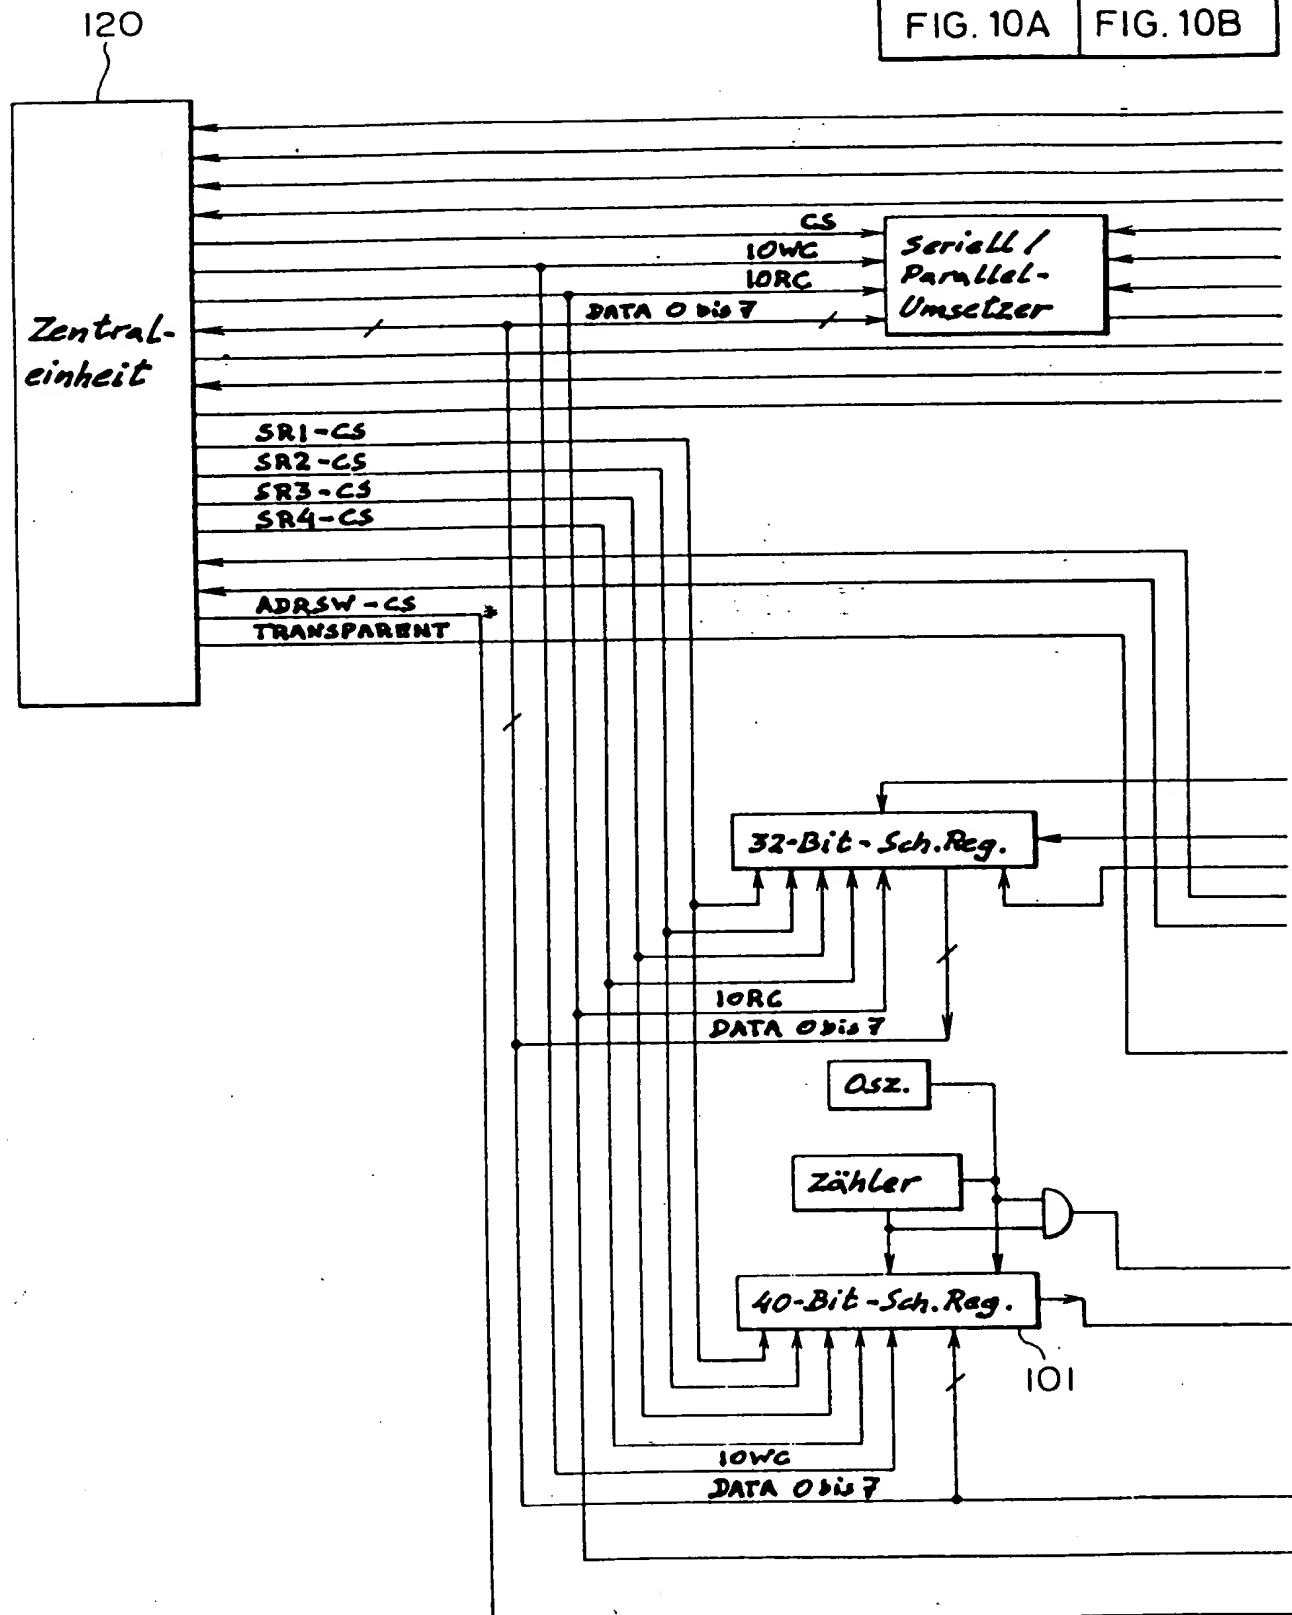 120
FIG. 10A
FIG. 10B
CS
IOWC
IORC
DATA 0 bis 7
Seriell /
Parallel-
Umsetzer
Zentral-
einheit
SR1-CS
SR2-CS
SR3-CS
SR4-CS
ADRSW-CS
TRANSPARENT
32-Bit-Sch.Reg.
IORC
DATA 0 bis 7
Osz.
Zähler
40-Bit-Sch.Reg.
101
IOWC
DATA 0 bis 7